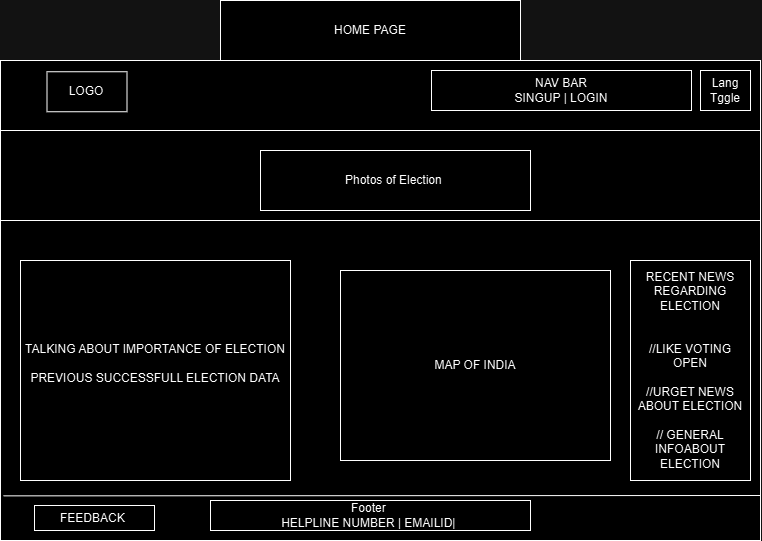 HOME PAGE
LOGO
NAV BAR
SINGUP | LOGIN
Lang
Tggle
Photos of Election
TALKING ABOUT IMPORTANCE OF ELECTION
PREVIOUS SUCCESSFULL ELECTION DATA
MAP OF INDIA
RECENT NEWS
REGARDING
ELECTION
//LIKE VOTING
OPEN
//URGET NEWS
ABOUT ELECTION
// GENERAL
INFOABOUT
ELECTION
FEEDBACK
Footer
HELPLINE NUMBER | EMAILID|